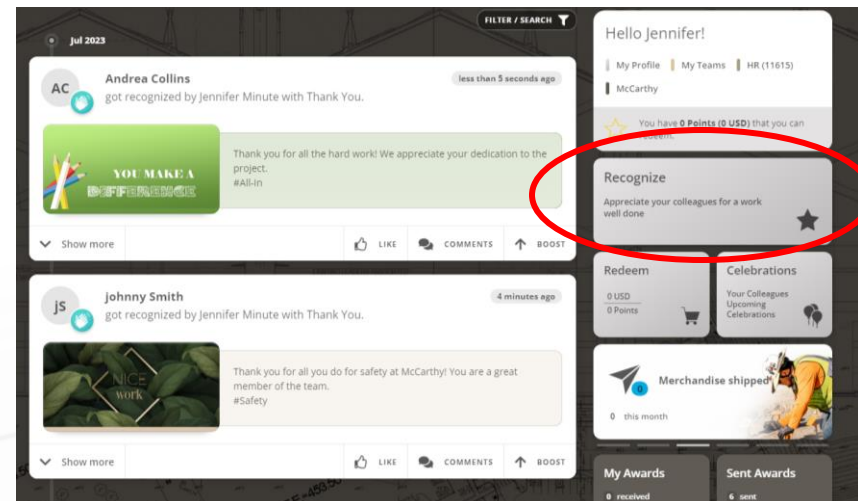 FILTER / SEARCH
Jul 2023
AC
Andrea Collins
less than 5 seconds ago
got recognized by Jennifer Minute with Thank You.
YOU MAKE A
DIFFERENCE
Thank you for all the hard work! We appreciate your dedication to the
project.
#All-In
Show more
LIKE
COMMENTS
BOOST
jS
johnny Smith
4 minutes ago
got recognized by Jennifer Minute with Thank You.
NICE
work
Thank you for all you do for safety at McCarthy! You are a great
member of the team.
#Safety
Show more
LIKE
COMMENTS
BOOST
Hello Jennifer!
My Profile
My Teams
HR (11615)
McCarthy
You have 0 Points (0 USD) that you can
redeem.
Recognize
Appreciate your colleagues for a work
well done
Redeem
0 USD
0 Points
Celebrations
Your Colleagues
Upcoming
Celebrations
Merchandise shipped
0
0 this month
My Awards
0 received
Sent Awards
6 sent